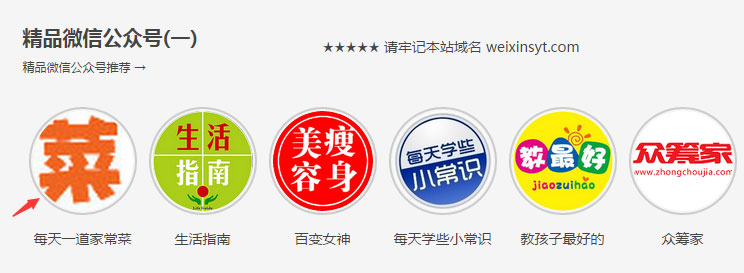 精品微信公众号(一)
★★★★★ 请牢记本站域名 weixinsyt.com
精品微信公众号推荐 →
菜
生活
指南
美瘦
容身
每天学些
小常识
教最好
jiaozuihao
众筹家
www.zhongchoujia.com
每天一道家常菜
生活指南
百变女神
每天学些小常识
教孩子最好的
众筹家